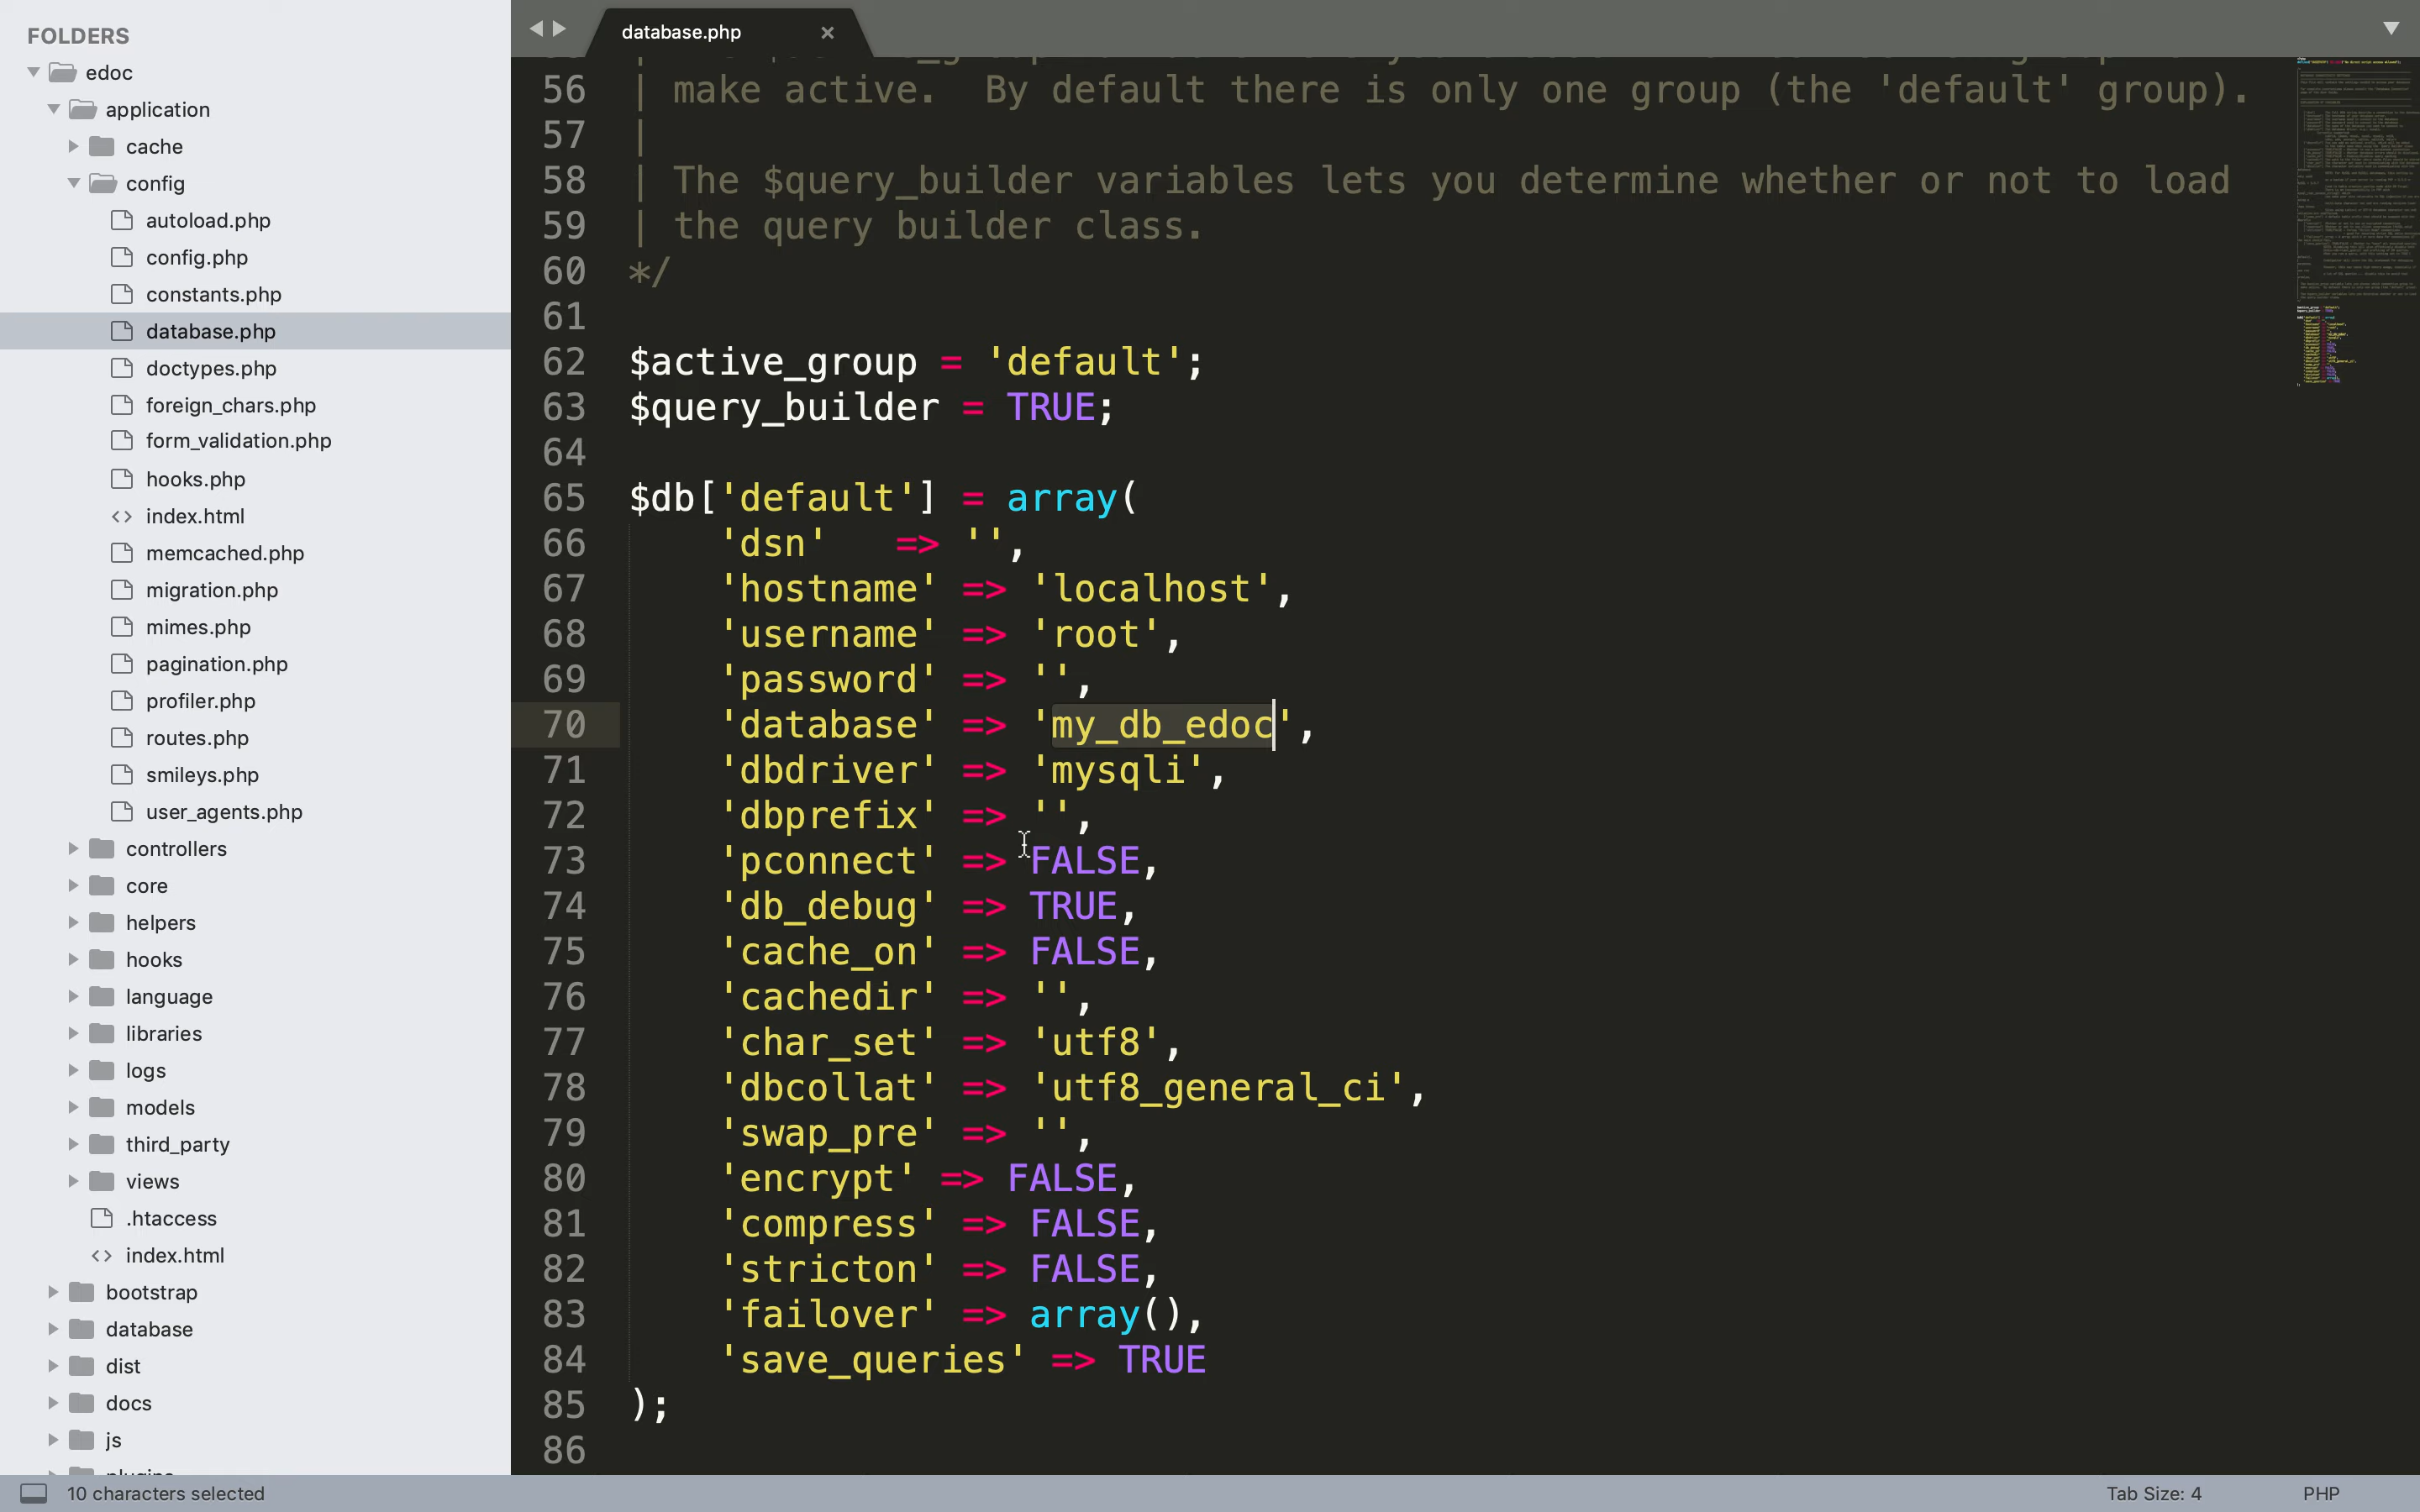 FOLDERS
edoc
application
cache
config
autoload.php
config.php
constants.php
database.php
doctypes.php
foreign_chars.php
form_validation.php
hooks.php
<> index.html
memcached.php
migration.php
mimes.php
pagination.php
profiler.php
routes.php
smileys.php
user_agents.php
controllers
core
helpers
hooks
language
libraries
logs
models
third_party
views
.htaccess
<> index.html
bootstrap
database
dist
docs
js
database.php ×
56 | make active.  By default there is only one group (the 'default' group).
57 |
58 | The $query_builder variables lets you determine whether or not to load
59 | the query builder class.
60 */
61
62 $active_group = 'default';
63 $query_builder = TRUE;
64
65 $db['default'] = array(
66     'dsn'   => '',
67     'hostname' => 'localhost',
68     'username' => 'root',
69     'password' => '',
70     'database' => 'my_db_edoc',
71     'dbdriver' => 'mysqli',
72     'dbprefix' => '',
73     'pconnect' => FALSE,
74     'db_debug' => TRUE,
75     'cache_on' => FALSE,
76     'cachedir' => '',
77     'char_set' => 'utf8',
78     'dbcollat' => 'utf8_general_ci',
79     'swap_pre' => '',
80     'encrypt' => FALSE,
81     'compress' => FALSE,
82     'stricton' => FALSE,
83     'failover' => array(),
84     'save_queries' => TRUE
85 );
86
10 characters selected
Tab Size: 4
PHP